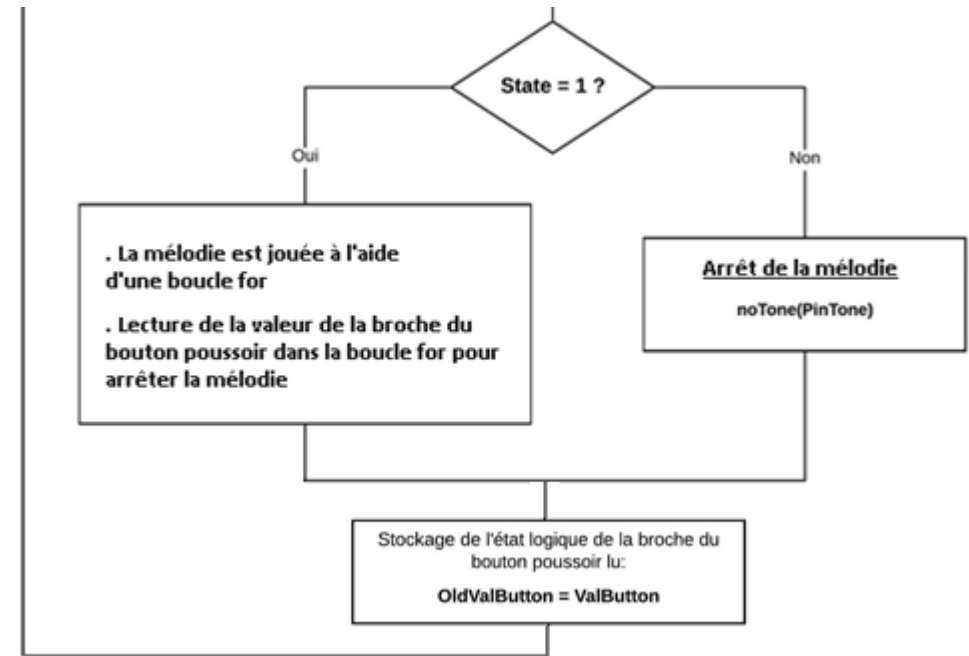 State = 1 ?
Oui
Non
. La mélodie est jouée à l'aide
d'une boucle for
. Lecture de la valeur de la broche du
bouton poussoir dans la boucle for pour
arrêter la mélodie
Arrêt de la mélodie
noTone(PinTone)
Stockage de l'état logique de la broche du
bouton poussoir lu:
OldValButton = ValButton